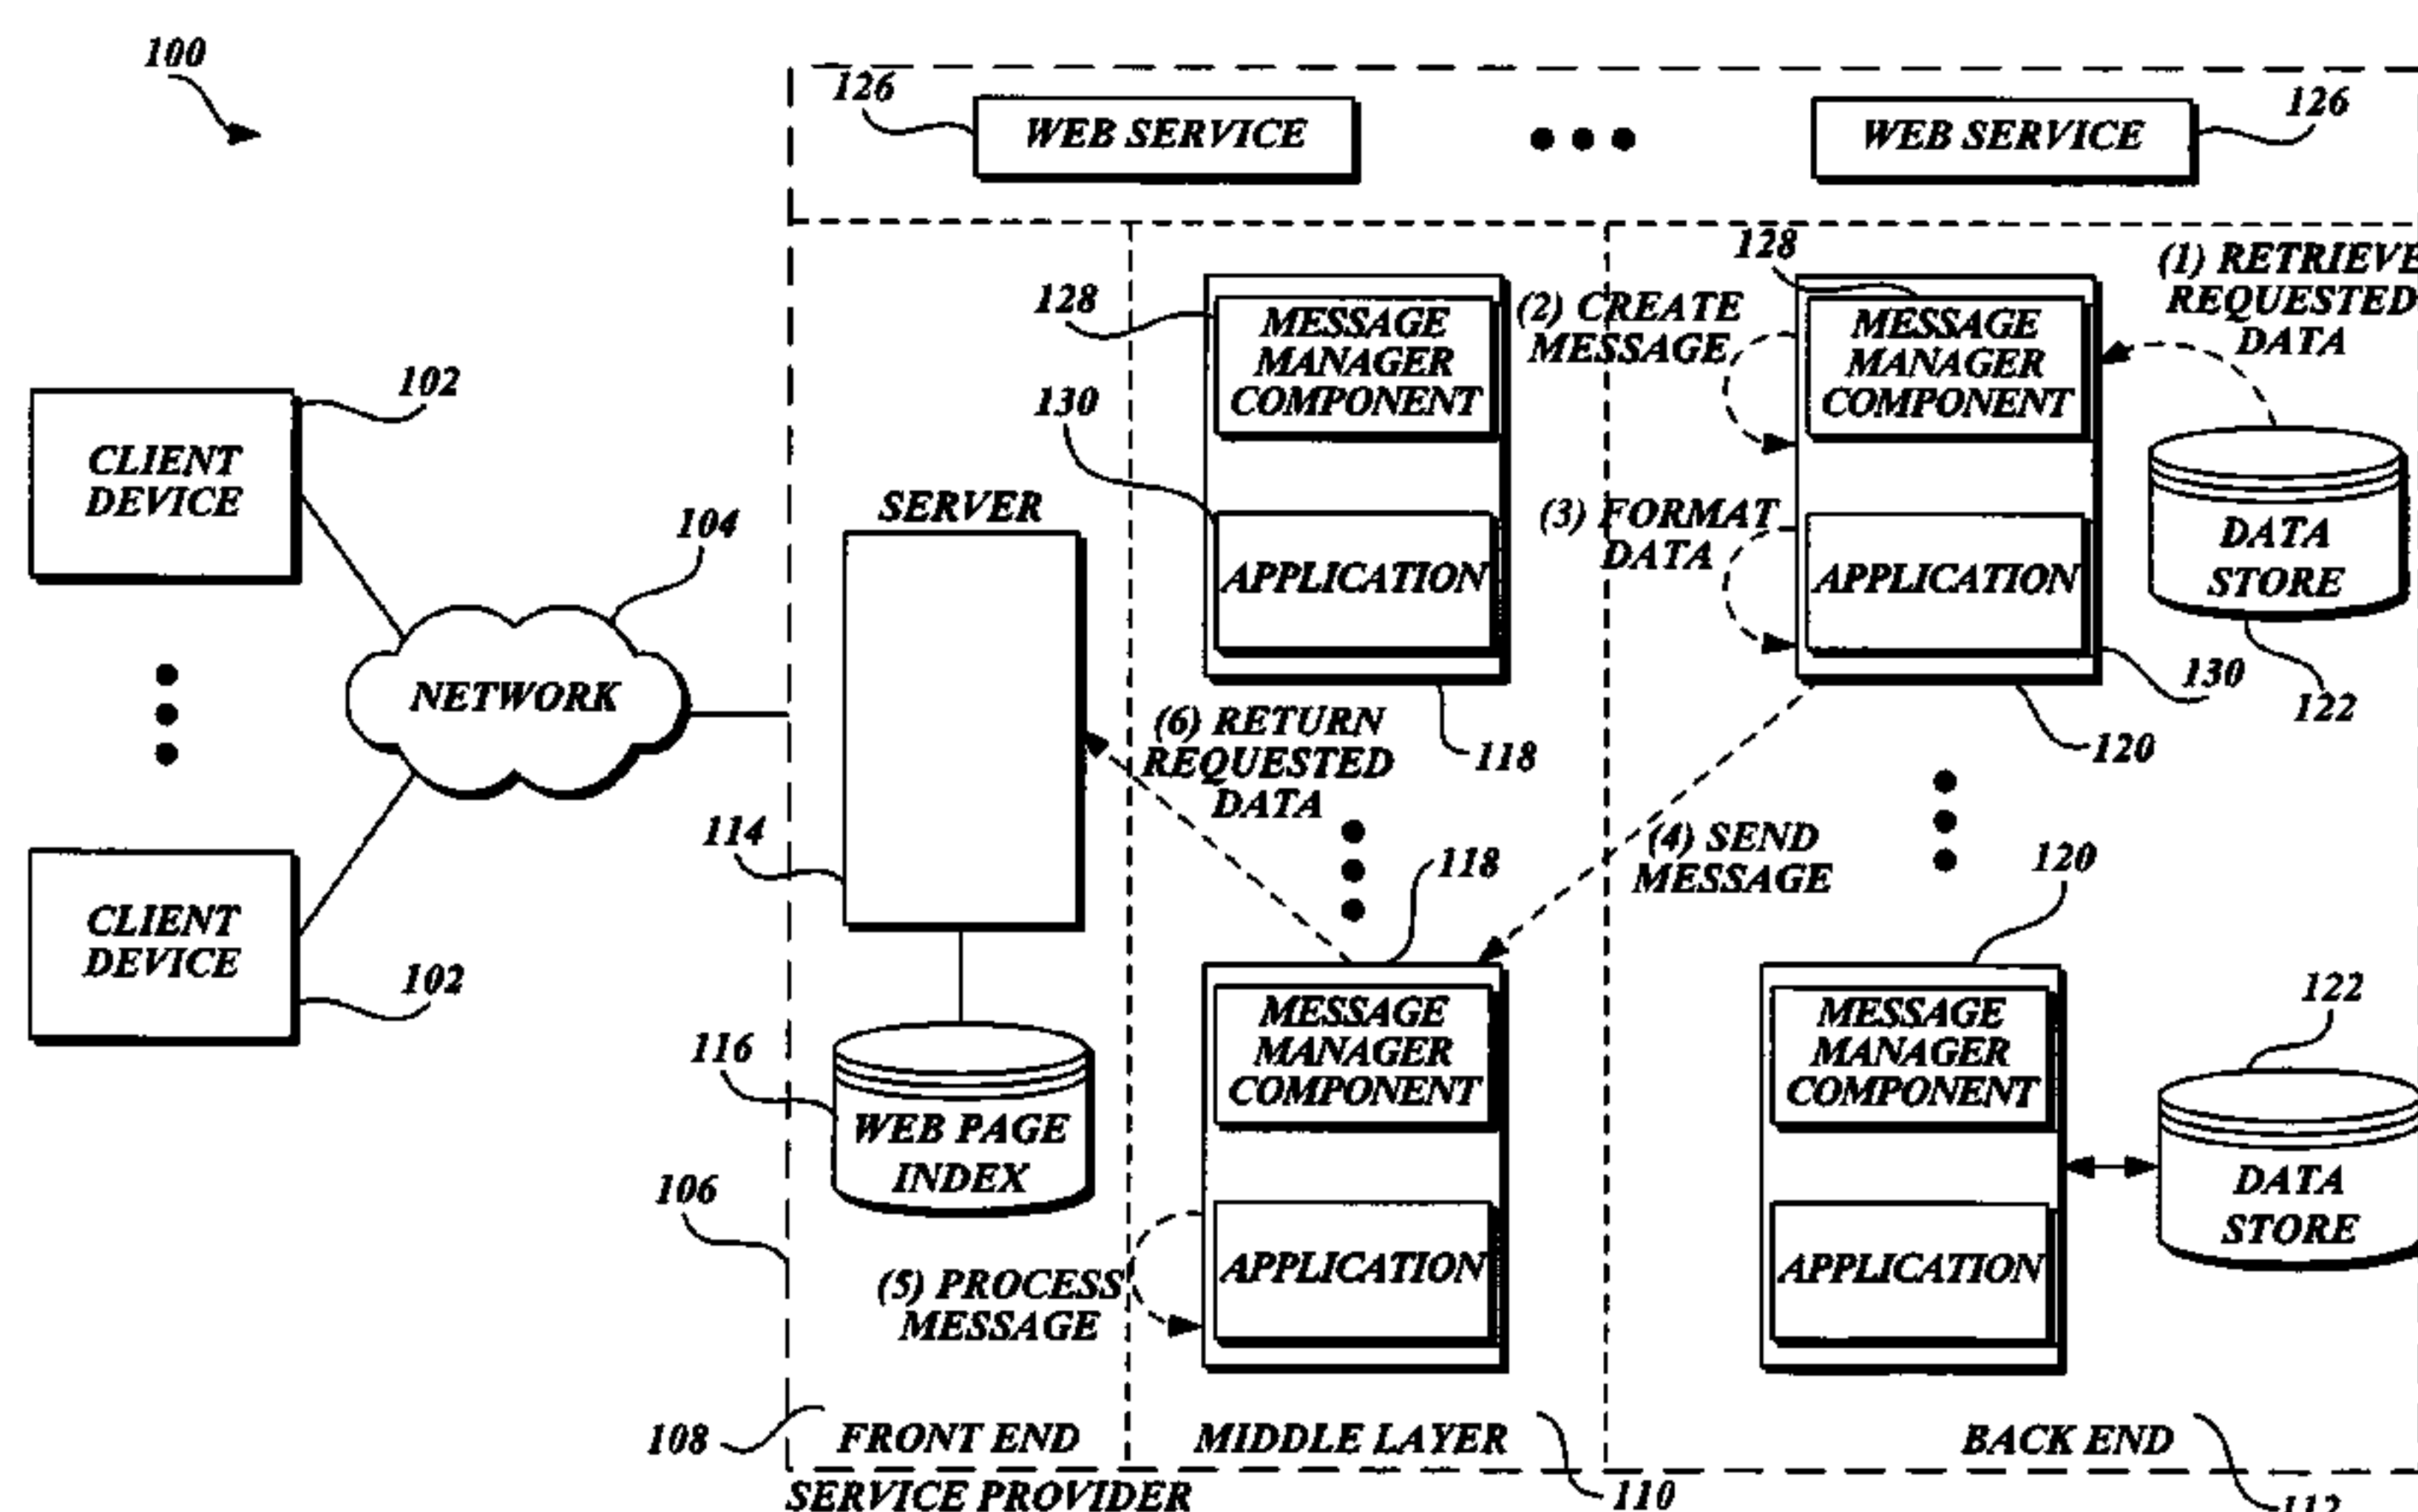 100
126
WEB SERVICE
WEB SERVICE
126
128
MESSAGE
MANAGER
COMPONENT
130
APPLICATION
118
(2) CREATE
MESSAGE
128
MESSAGE
MANAGER
COMPONENT
(1) RETRIEVE
REQUESTED
DATA
(3) FORMAT
DATA
APPLICATION
130
120
DATA
STORE
122
102
CLIENT
DEVICE
104
NETWORK
CLIENT
DEVICE
102
SERVER
114
(6) RETURN
REQUESTED
DATA
(4) SEND
MESSAGE
118
MESSAGE
MANAGER
COMPONENT
APPLICATION
(5) PROCESS
MESSAGE
116
WEB PAGE
INDEX
106
120
MESSAGE
MANAGER
COMPONENT
APPLICATION
122
DATA
STORE
108
FRONT END
MIDDLE LAYER
BACK END
SERVICE PROVIDER
110
112